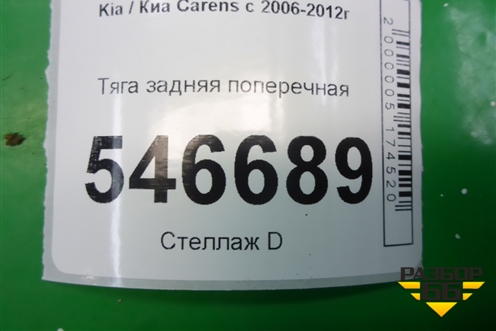 Kia / Киа Carens с 2006-2012г
Тяга задняя поперечная
546689
Стеллаж D
2000005174520
РАЗБОР
66